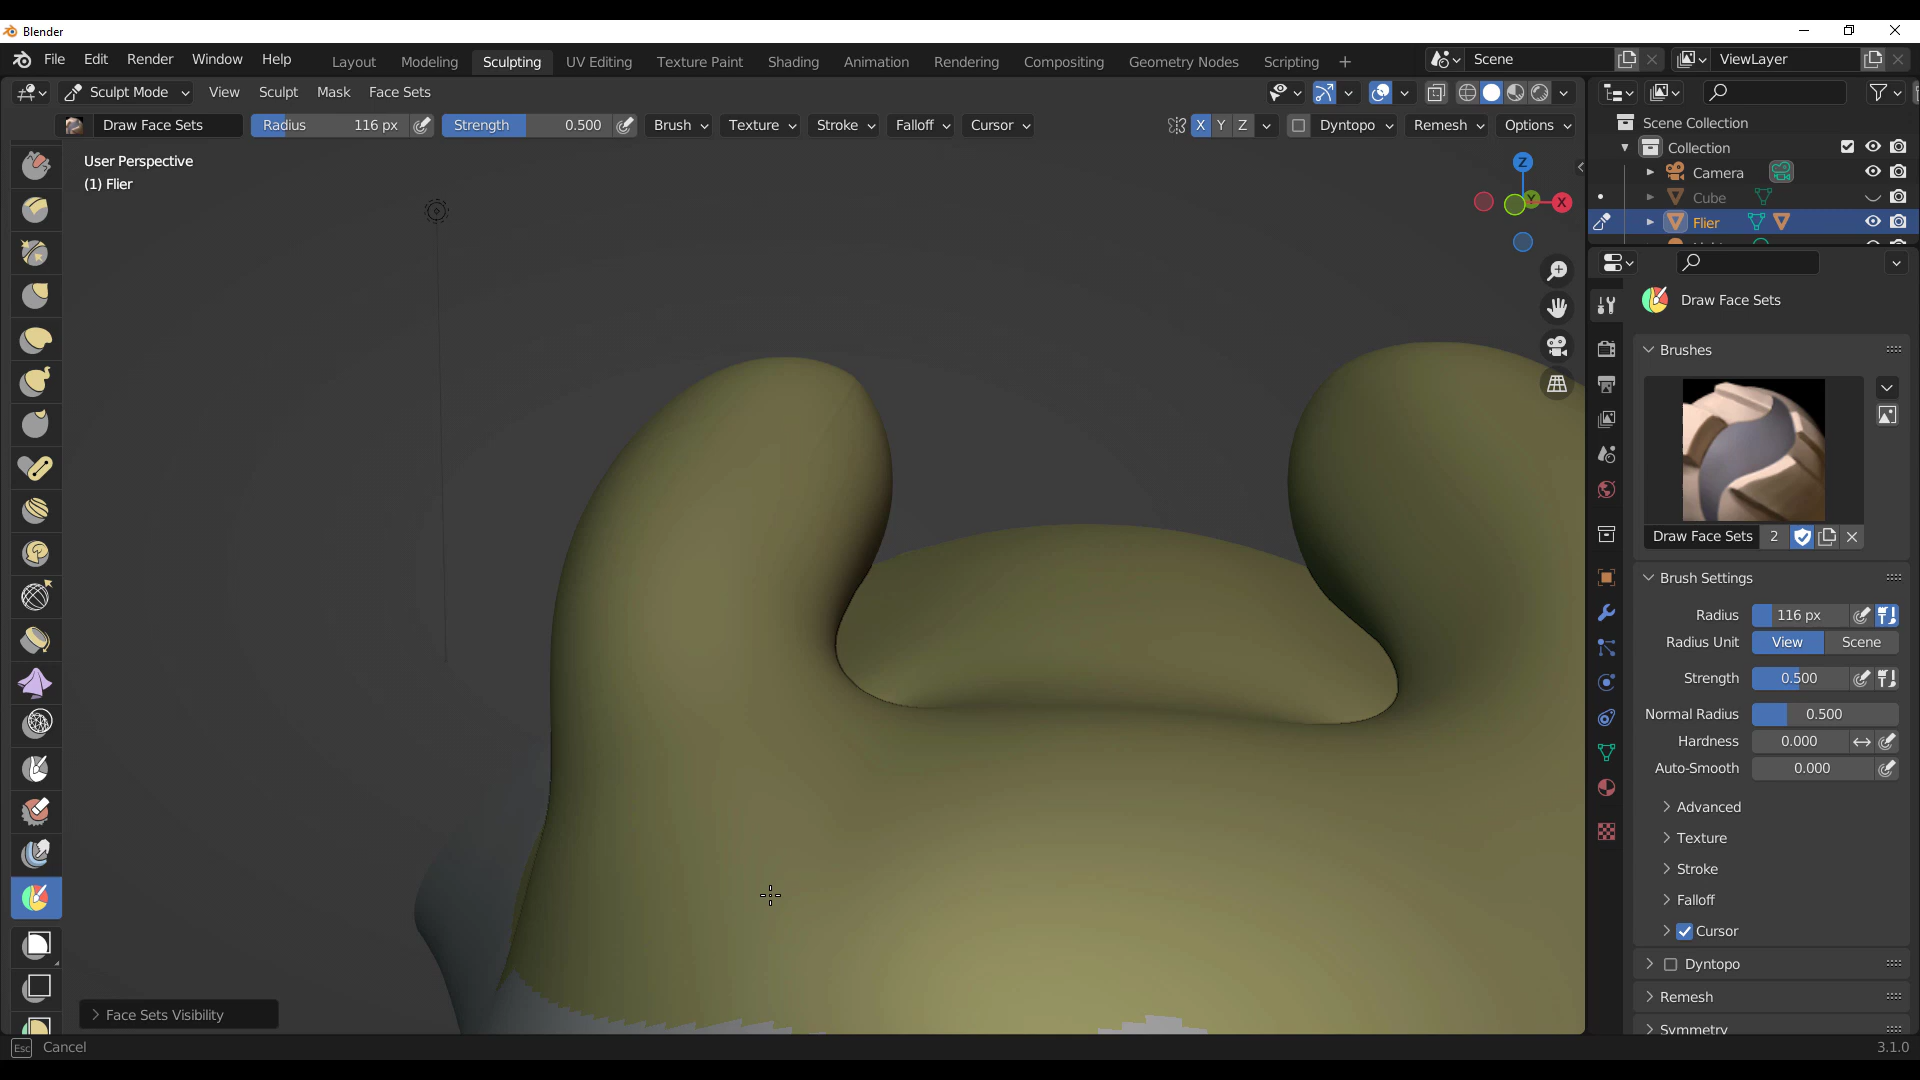 Blender
File Edit Render Window Help
Layout Modeling Sculpting UV Editing Texture Paint Shading Animation Rendering Compositing Geometry Nodes Scripting
Scene
ViewLayer
Sculpt Mode View Sculpt Mask Face Sets
Draw Face Sets Radius 116 px Strength 0.500 Brush Texture Stroke Falloff Cursor
X Y Z Dyntopo Remesh Options
User Perspective
(1) Flier
Z
Y
X
Scene Collection
Collection
Camera
Cube
Flier
Draw Face Sets
Brushes
Draw Face Sets 2
Brush Settings
Radius 116 px
Radius Unit View Scene
Strength 0.500
Normal Radius 0.500
Hardness 0.000
Auto-Smooth 0.000
Advanced
Texture
Stroke
Falloff
Cursor
Dyntopo
Remesh
Symmetry
Face Sets Visibility
Esc Cancel
3.1.0